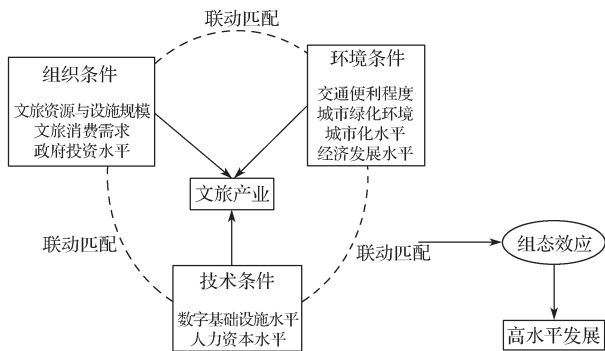 联动匹配
组织条件
文旅资源与设施规模
文旅消费需求
政府投资水平
环境条件
交通便利程度
城市绿化环境
城市化水平
经济发展水平
文旅产业
联动匹配
联动匹配
技术条件
数字基础设施水平
人力资本水平
组态效应
高水平发展